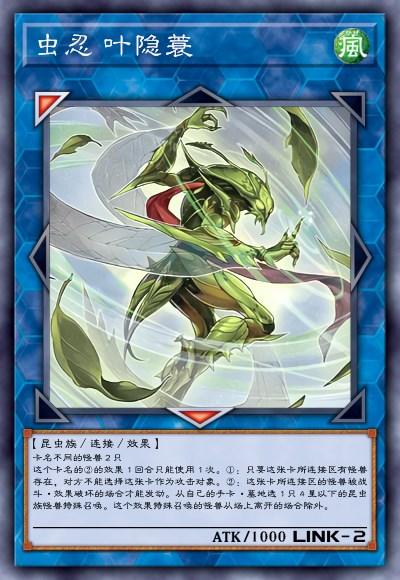 虫忍 叶隐蓑
風
【昆虫族／连接／效果】
卡名不同的怪兽２只
这个卡名的②的效果１回合只能使用１次。①：只要这张卡所连接区有怪兽
存在，对方不能选择这张卡作为攻击对象。②：这张卡所连接区的怪兽被战
斗・效果破坏的场合才能发动。从自己的手卡・墓地选１只４星以下的昆虫
族怪兽特殊召唤。这个效果特殊召唤的怪兽从场上离开的场合除外。
ATK/1000 LINK-2